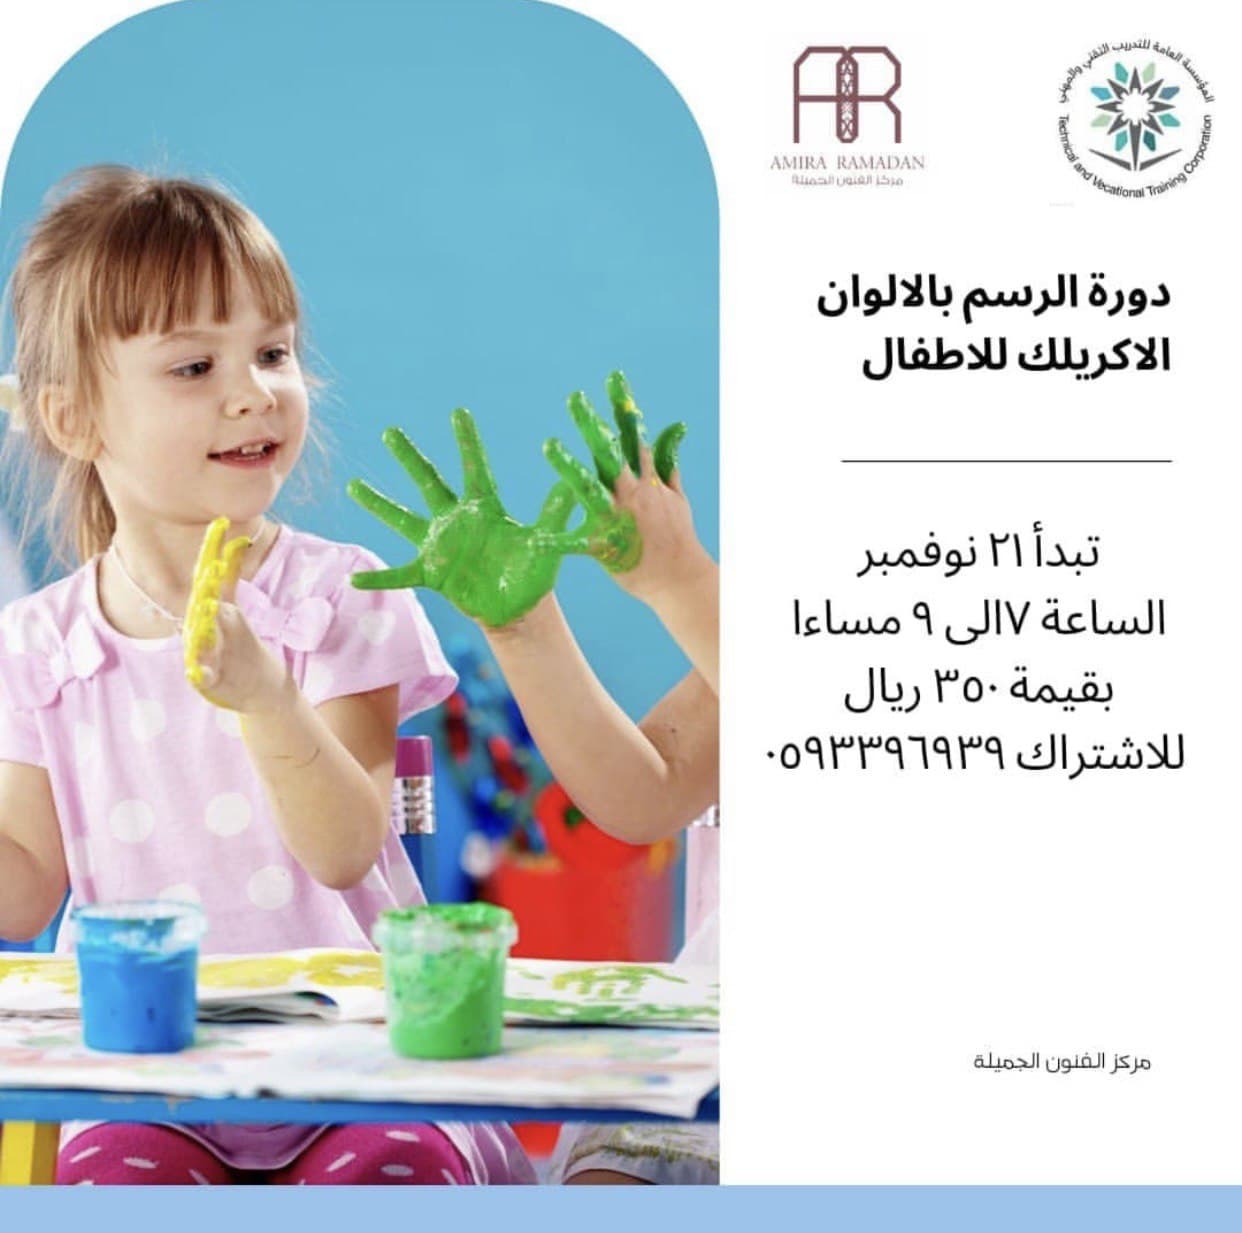 AMIRA RAMADAN
مركز الفنون الجميلة
المؤسسة العامة للتدريب التقني والمهني
Technical and Vocational Training Corporation
دورة الرسم بالالوان
الاكريلك للاطفال
تبدأ ٢١ نوفمبر
الساعة ٧الى ٩ مساءا
بقيمة ٣٥٠ ريال
للاشتراك ٠٥٩٣٣٩٦٩٣٩
مركز الفنون الجميلة